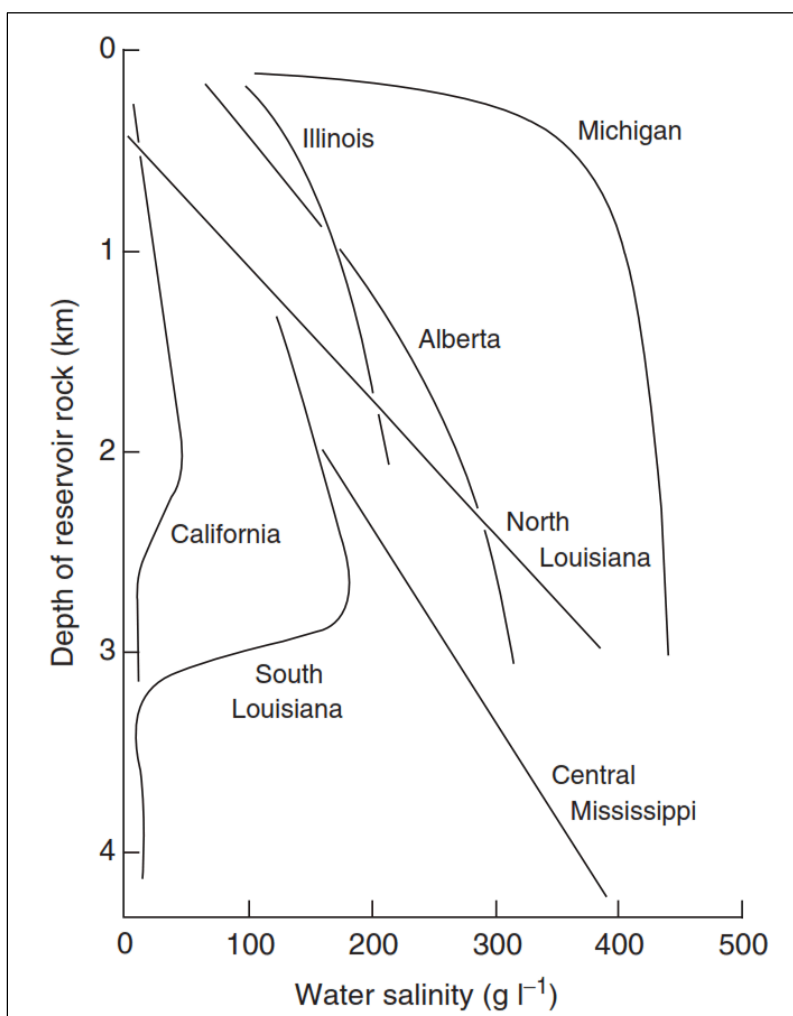 0
Michigan
Illinois
1
Alberta
2
North
Louisiana
California
3
South
Louisiana
Central
Mississippi
4
Depth of reservoir rock (km)
0 100 200 300 400 500
Water salinity (g l⁻¹)